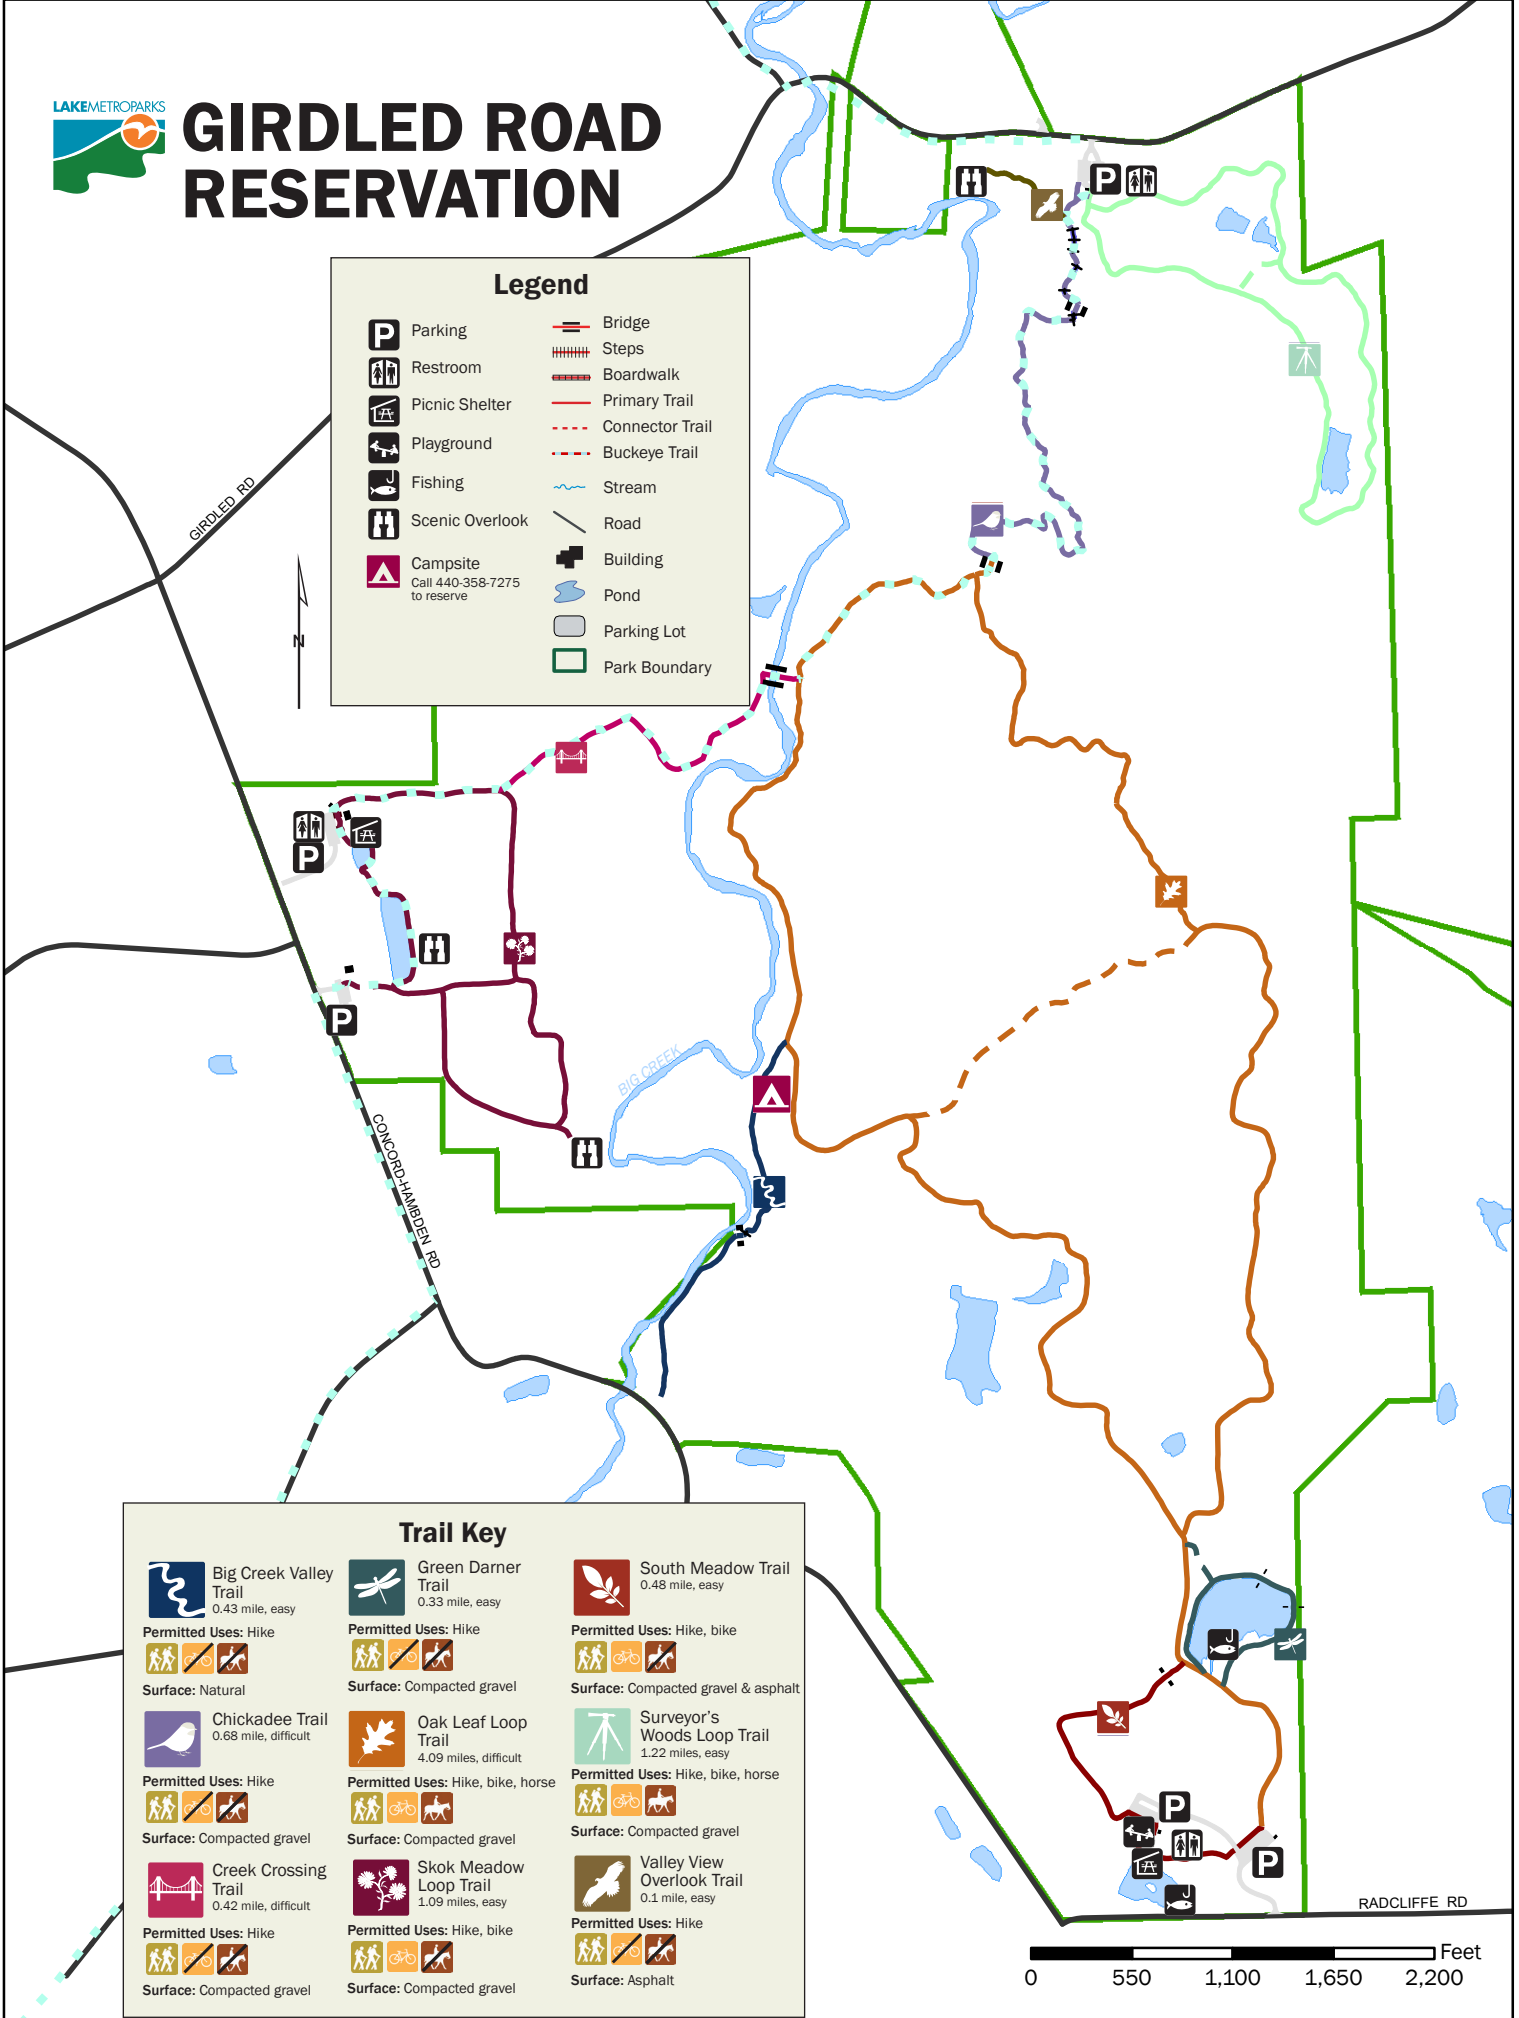 LAKEMETROPARKS
GIRDLED ROAD
RESERVATION
Legend
Parking
Restroom
Picnic Shelter
Playground
Fishing
Scenic Overlook
Campsite
Call 440-358-7275
to reserve
Bridge
Steps
Boardwalk
Primary Trail
Connector Trail
Buckeye Trail
Stream
Road
Building
Pond
Parking Lot
Park Boundary
P
P
GIRDLED RD
N
P
P
BIG CREEK
CONCORD-HAMBDEN RD
Trail Key
Big Creek Valley
Trail
0.43 mile, easy
Permitted Uses: Hike
Surface: Natural
Green Darner
Trail
0.33 mile, easy
Permitted Uses: Hike
Surface: Compacted gravel
South Meadow Trail
0.48 mile, easy
Permitted Uses: Hike, bike
Surface: Compacted gravel & asphalt
Chickadee Trail
0.68 mile, difficult
Permitted Uses: Hike
Surface: Compacted gravel
Oak Leaf Loop
Trail
4.09 miles, difficult
Permitted Uses: Hike, bike, horse
Surface: Compacted gravel
Surveyor's
Woods Loop Trail
1.22 miles, easy
Permitted Uses: Hike, bike, horse
Surface: Compacted gravel
Creek Crossing
Trail
0.42 mile, difficult
Permitted Uses: Hike
Surface: Compacted gravel
Skok Meadow
Loop Trail
1.09 miles, easy
Permitted Uses: Hike, bike
Surface: Compacted gravel
Valley View
Overlook Trail
0.1 mile, easy
Permitted Uses: Hike
Surface: Asphalt
P
P
RADCLIFFE RD
Feet
0 550 1,100 1,650 2,200